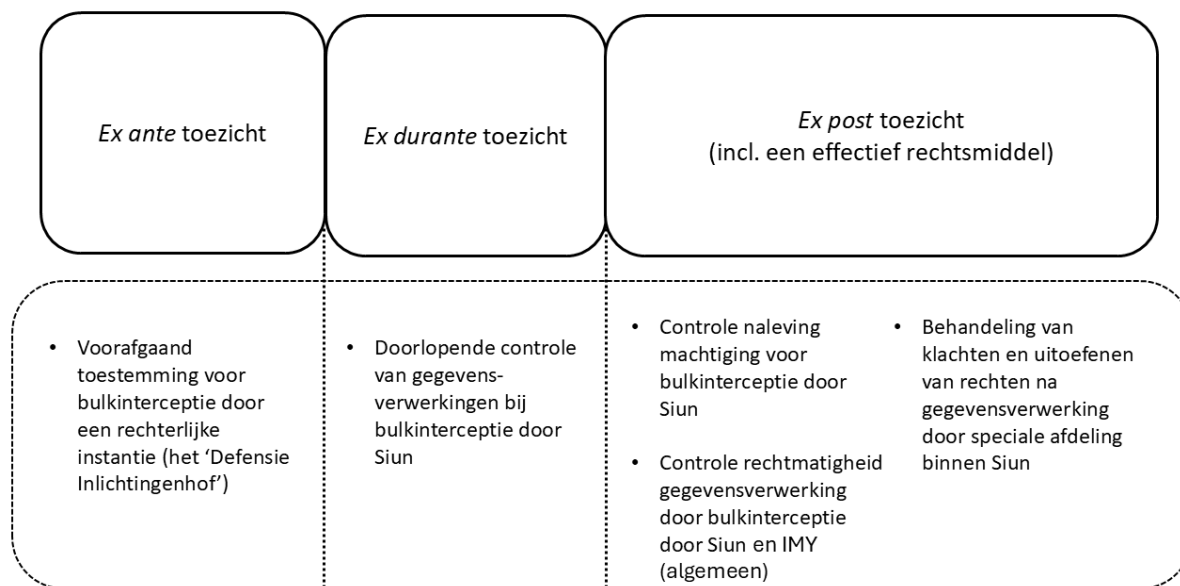 Ex ante toezicht
Ex durante toezicht
Ex post toezicht
(incl. een effectief rechtsmiddel)
• Voorafgaand
toestemming voor
bulkinterceptie door
een rechterlijke
instantie (het ‘Defensie
Inlichtingenhof’)
• Doorlopende controle
van gegevens-
verwerkingen bij
bulkinterceptie door
Siun
• Controle naleving
machtiging voor
bulkinterceptie door
Siun
• Controle rechtmatigheid
gegevensverwerking
door bulkinterceptie
door Siun en IMY
(algemeen)
• Behandeling van
klachten en uitoefenen
van rechten na
gegevensverwerking
door speciale afdeling
binnen Siun